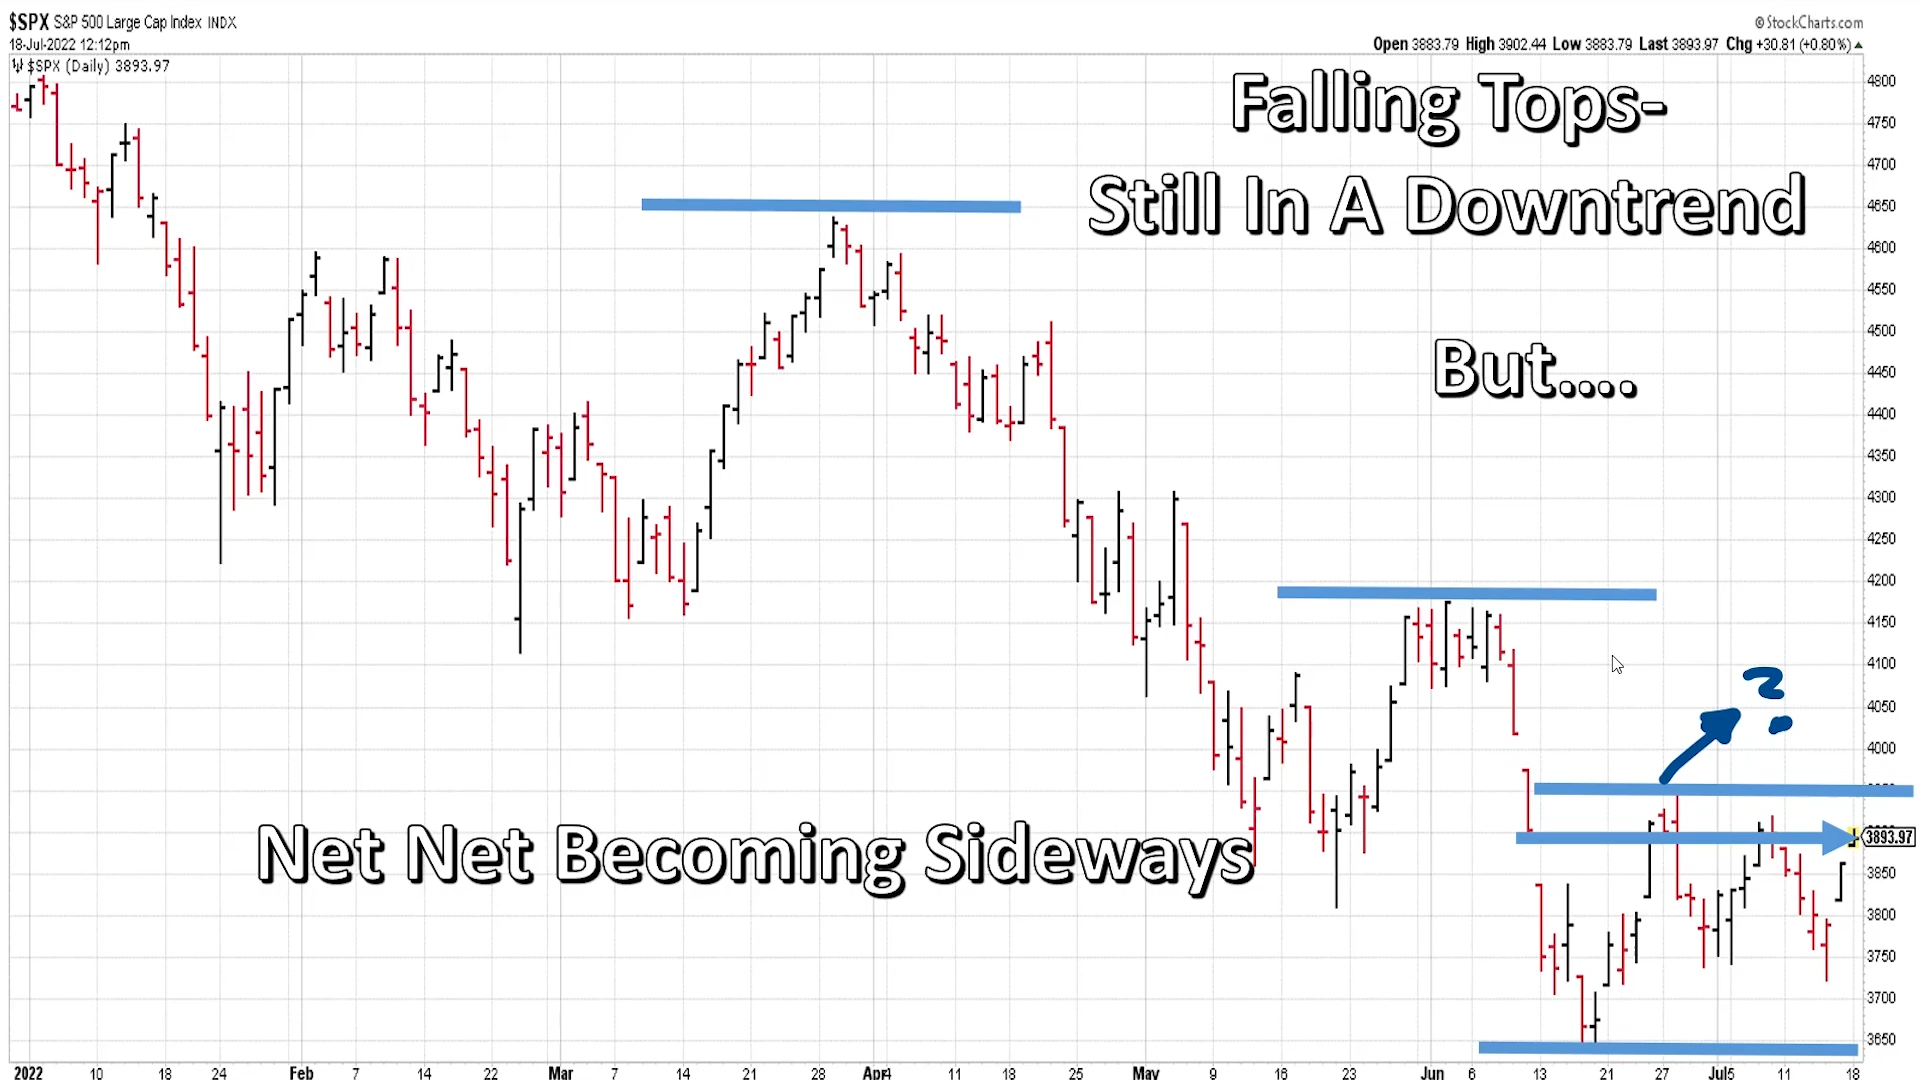 $SPX S&P 500 Large Cap Index INDX
© StockCharts.com
18-Jul-2022 12:12pm
Open 3883.79 High 3902.44 Low 3883.79 Last 3893.97 Chg +30.81 (+0.80%)
$SPX (Daily) 3893.97
Falling Tops-
Still In A Downtrend
But....
Net Net Becoming Sideways
?
4800
4750
4700
4650
4600
4550
4500
4450
4400
4350
4300
4250
4200
4150
4100
4050
4000
3893.97
3850
3800
3750
3700
3650
2022 10 18 24 Feb 7 14 22 Mar 7 14 21 28 Apr 4 11 18 25 May 9 16 23 Jun 6 13 21 27 Jul 5 11 18